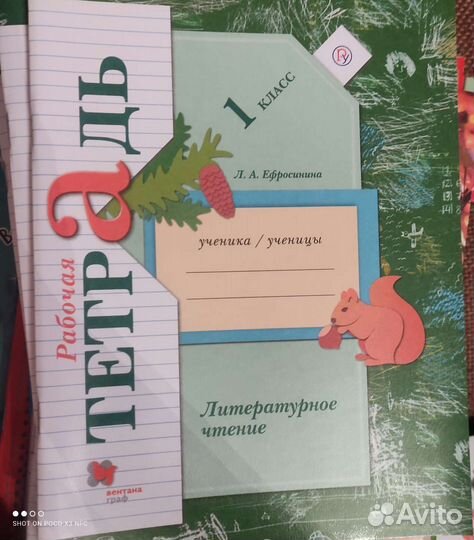 Рабочая
ТЕТРаДЬ
1 КЛАСС
Л. А. Ефросинина
ученика / ученицы
Литературное
чтение
вентана
граф
SHOT ON POCO X3 NFC
Avito